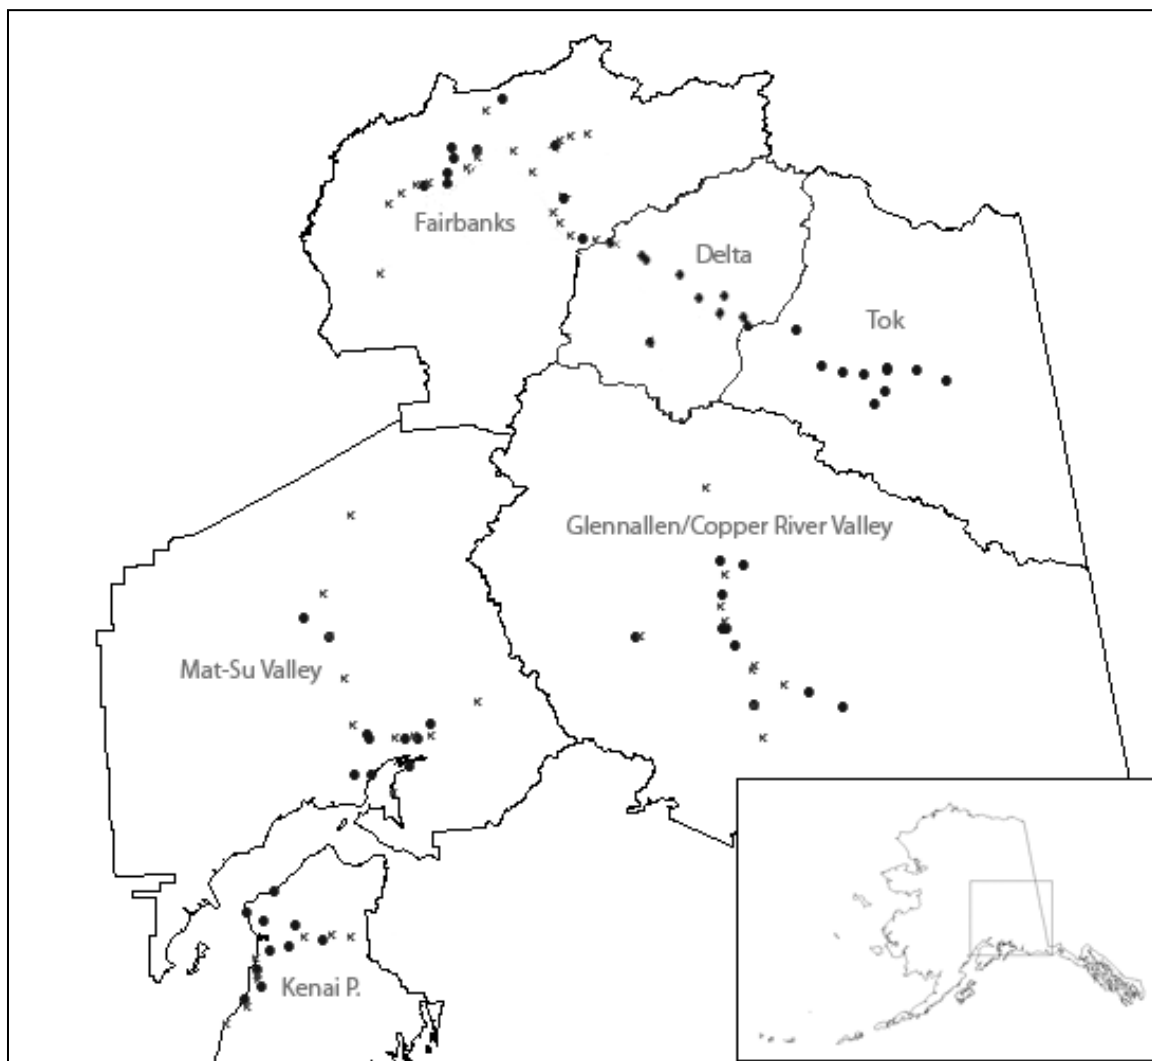 Fairbanks
Delta
Tok
Glennallen/Copper River Valley
Mat-Su Valley
Kenai P.